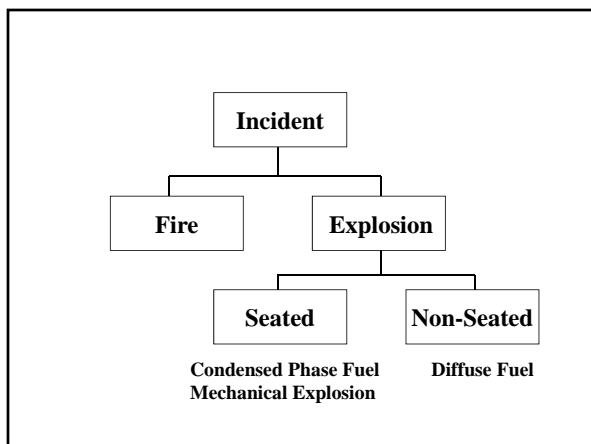 Incident
Fire
Explosion
Seated
Non-Seated
Condensed Phase Fuel
Mechanical Explosion
Diffuse Fuel